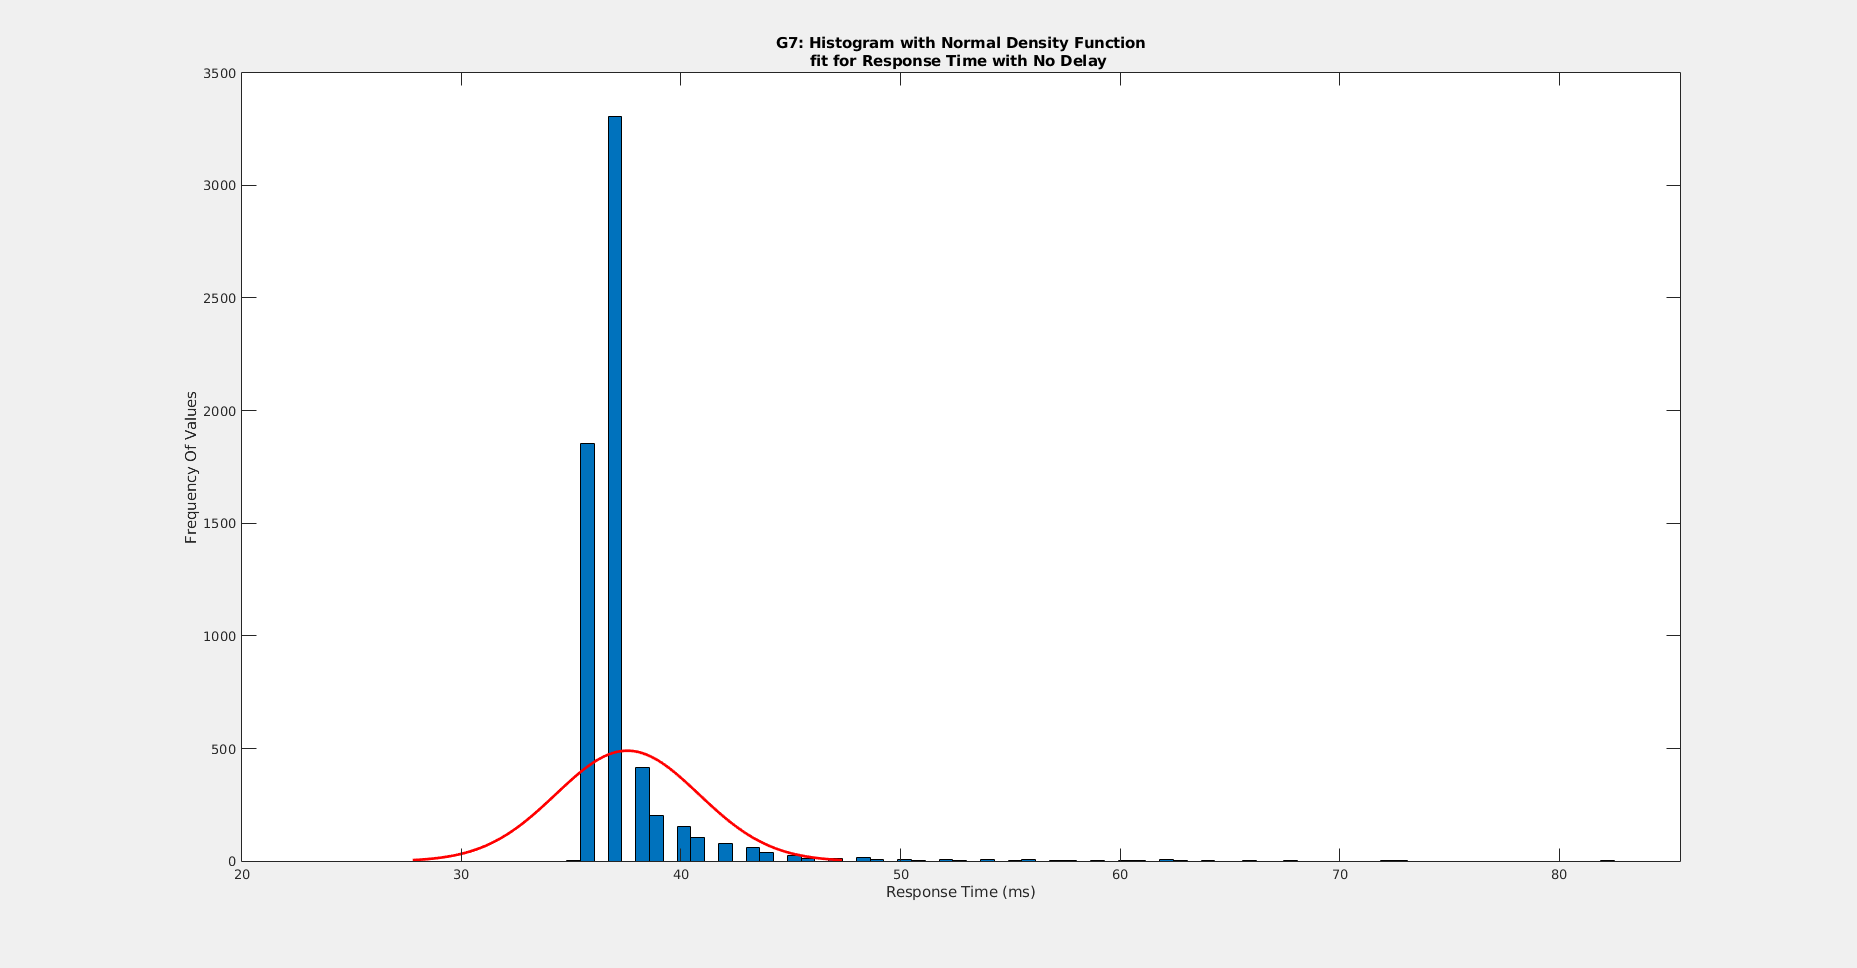 G7: Histogram with Normal Density Function
fit for Response Time with No Delay
3500
3000
2500
2000
1500
1000
500
0
Frequency Of Values
20 30 40 50 60 70 80
Response Time (ms)